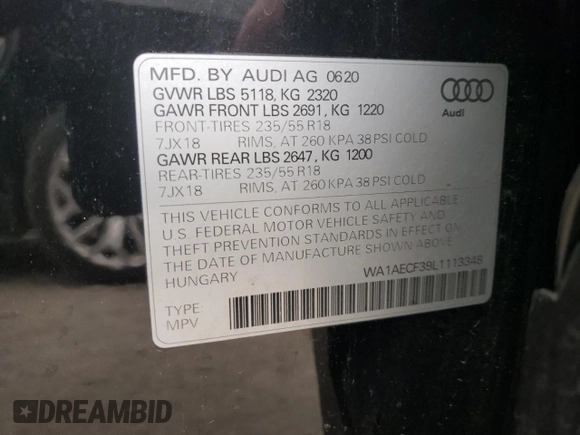 MFD. BY AUDI AG 0620
GVWR LBS 5118, KG 2320
GAWR FRONT LBS 2691, KG 1220
FRONT-TIRES 235/55 R18
7JX18 RIMS, AT 260 KPA 38 PSI COLD
GAWR REAR LBS 2647, KG 1200
REAR-TIRES 235/55 R18
7JX18 RIMS, AT 260 KPA 38 PSI COLD
Audi
THIS VEHICLE CONFORMS TO ALL APPLICABLE
U.S. FEDERAL MOTOR VEHICLE SAFETY AND
THEFT PREVENTION STANDARDS IN EFFECT ON
THE DATE OF MANUFACTURE SHOWN ABOVE
HUNGARY
WA1AECF39L1113348
TYPE:
MPV
DREAMBID